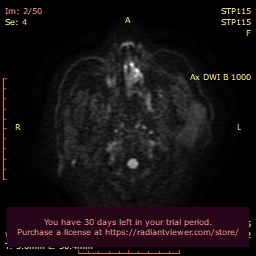 Im: 2/50
Se: 4
STP115
STP115
F
A
Ax DWI B 1000
R
L
You have 30 days left in your trial period.
Purchase a license at https://radiantviewer.com/store/